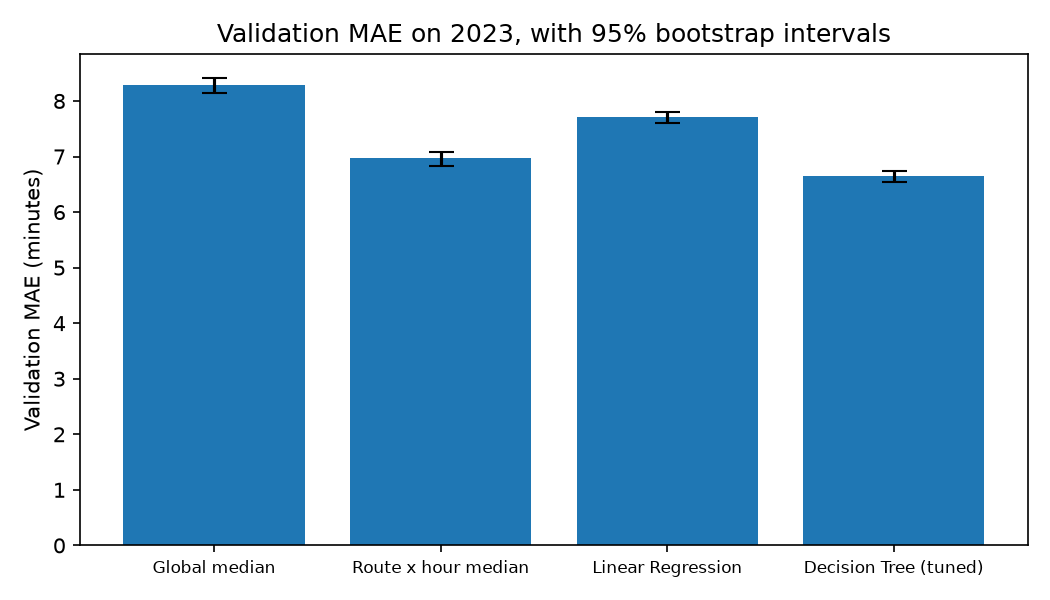 Validation MAE on 2023, with 95% bootstrap intervals
Validation MAE (minutes)
8
7
6
5
4
3
2
1
0
Global median
Route x hour median
Linear Regression
Decision Tree (tuned)